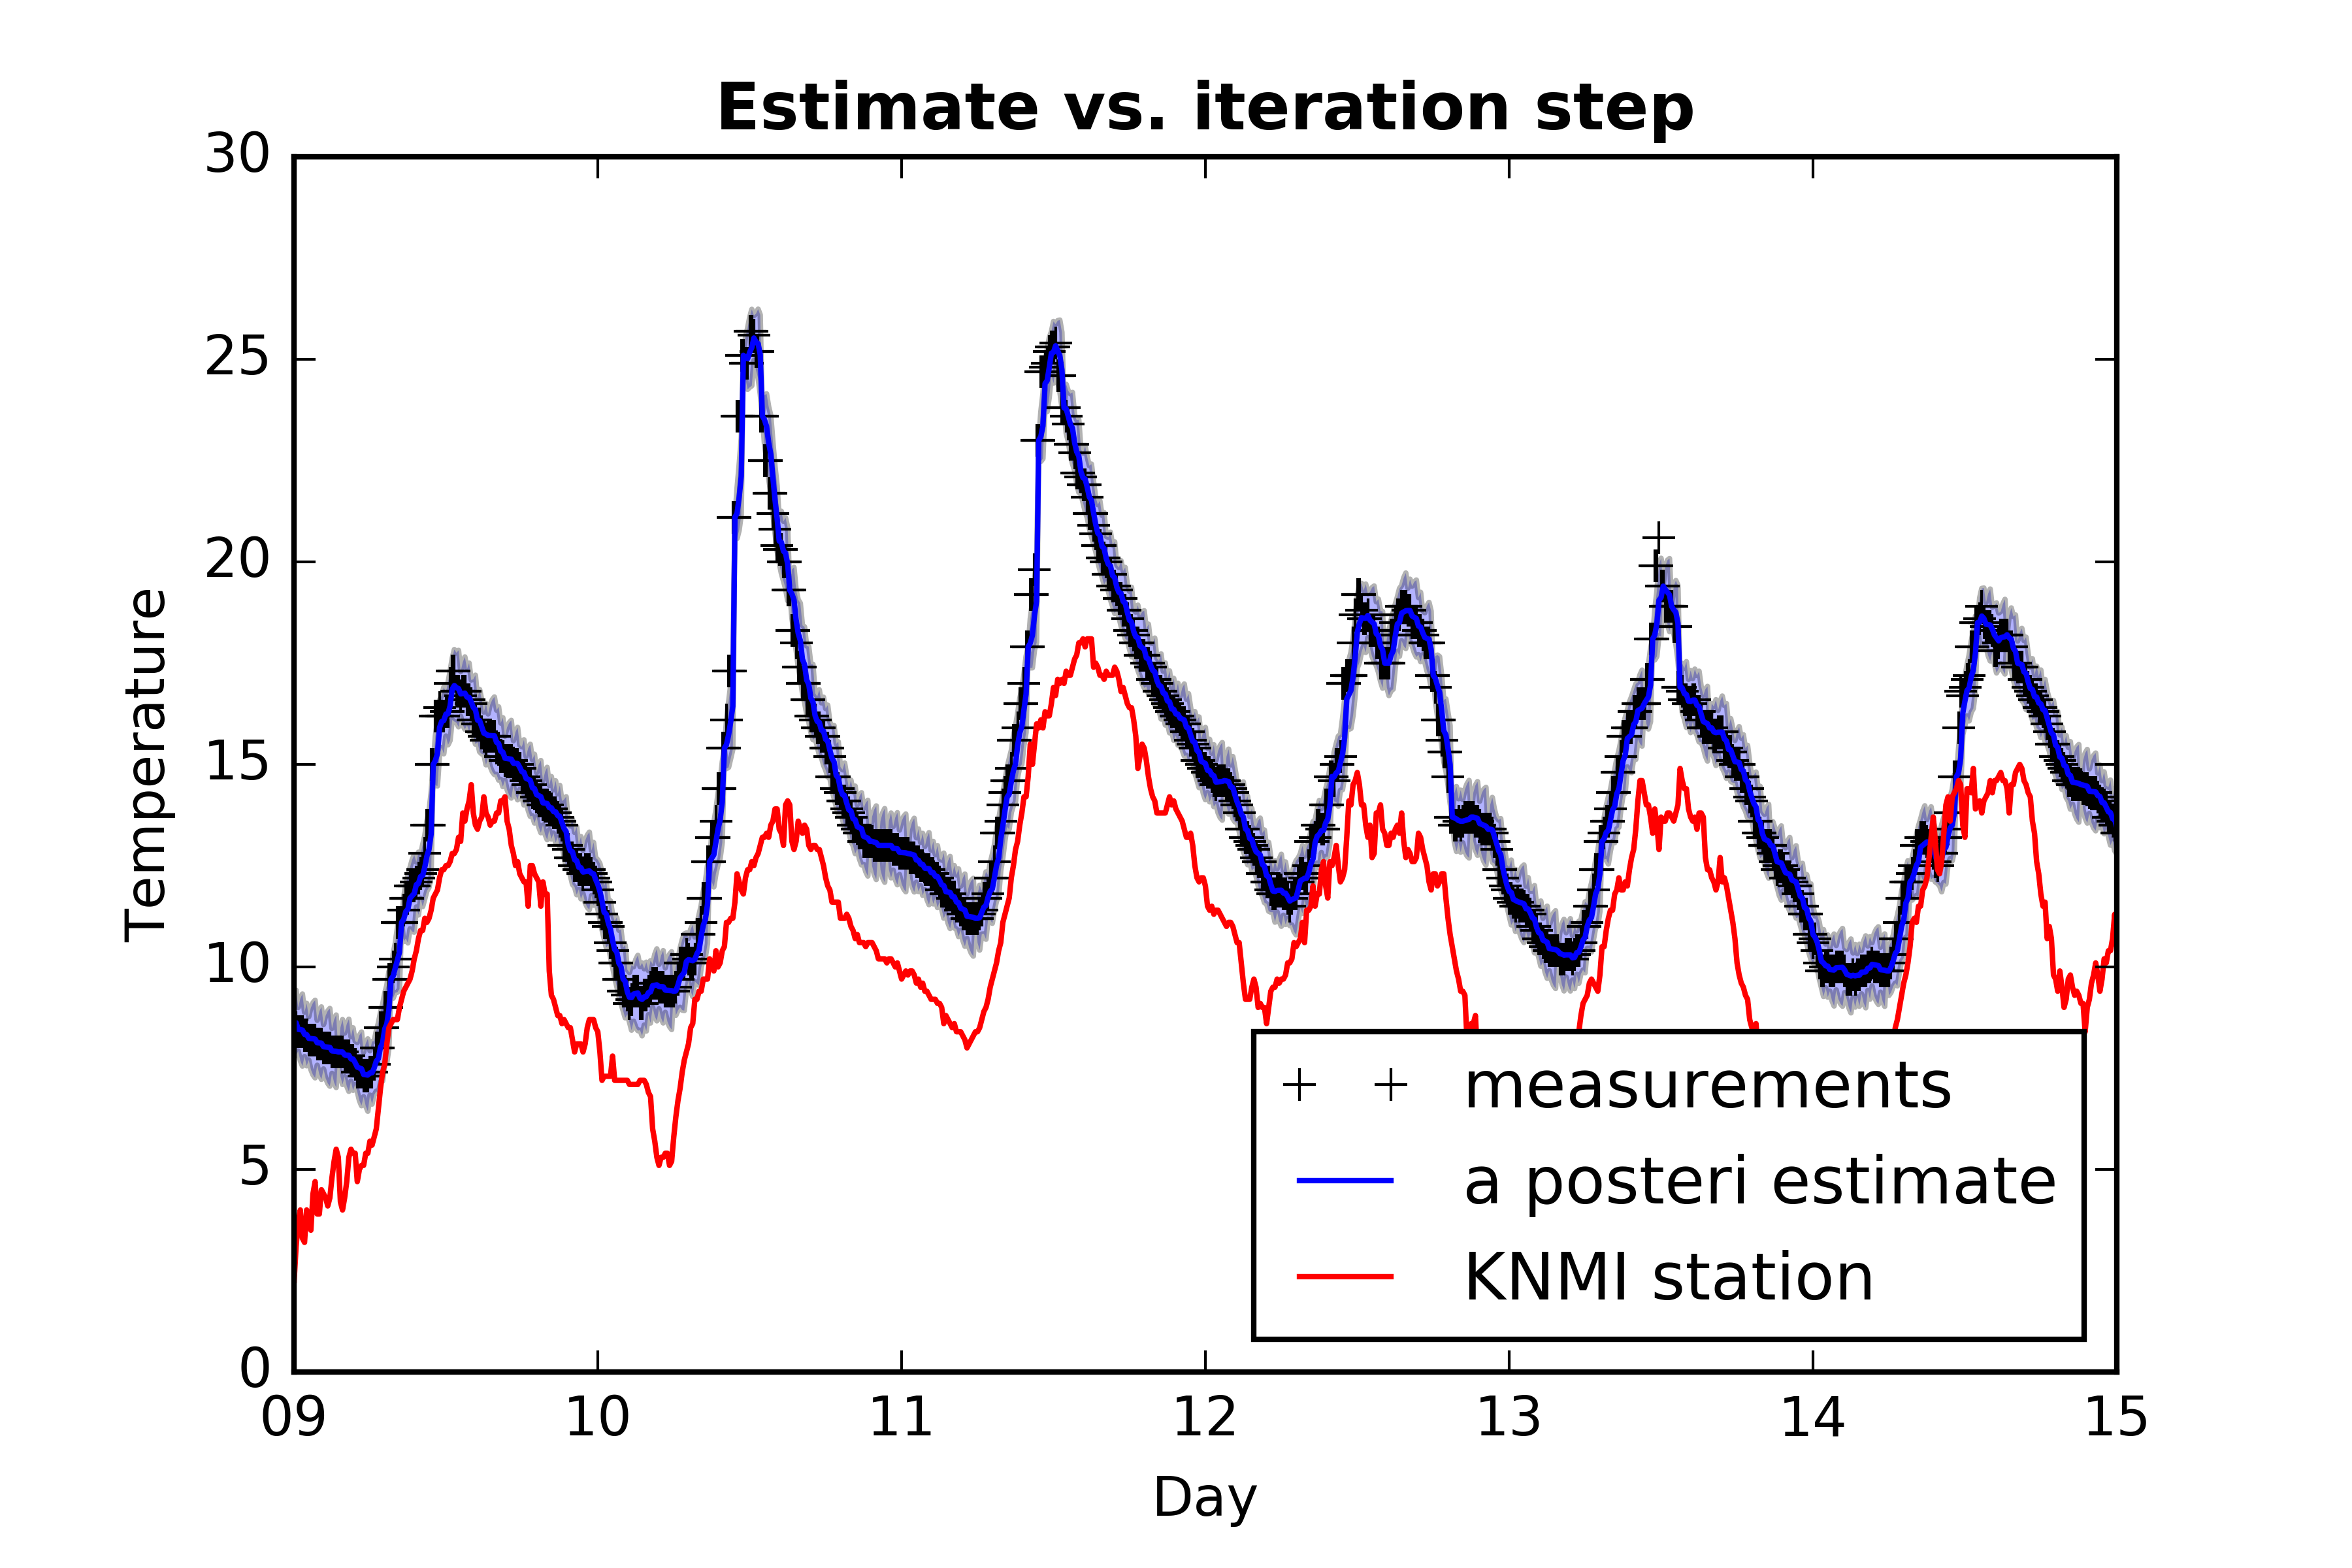 Estimate vs. iteration step
30
25
20
15
10
5
0
Temperature
measurements
a posteri estimate
KNMI station
09 10 11 12 13 14 15
Day